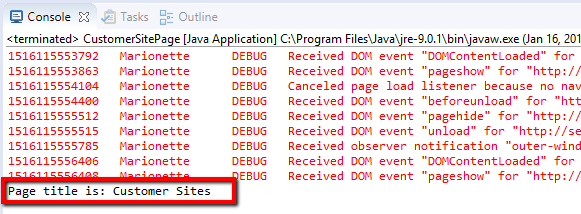 Console Tasks Outline
<terminated> CustomerSitePage [Java Application] C:\Program Files\Java\jre-9.0.1\bin\javaw.exe (Jan 16, 201
1516115553792 Marionette DEBUG Received DOM event "DOMContentLoaded" for
1516115553863 Marionette DEBUG Received DOM event "pageshow" for "http://
1516115554104 Marionette DEBUG Canceled page load listener because no nav
1516115554400 Marionette DEBUG Received DOM event "beforeunload" for "htt
1516115555512 Marionette DEBUG Received DOM event "pagehide" for "http://
1516115555515 Marionette DEBUG Received DOM event "unload" for "http://se
1516115555785 Marionette DEBUG Received observer notification "outer-wind
1516115556406 Marionette DEBUG Received DOM event "DOMContentLoaded" for
1516115556408 Marionette DEBUG Received DOM event "pageshow" for "http://
Page title is: Customer Sites